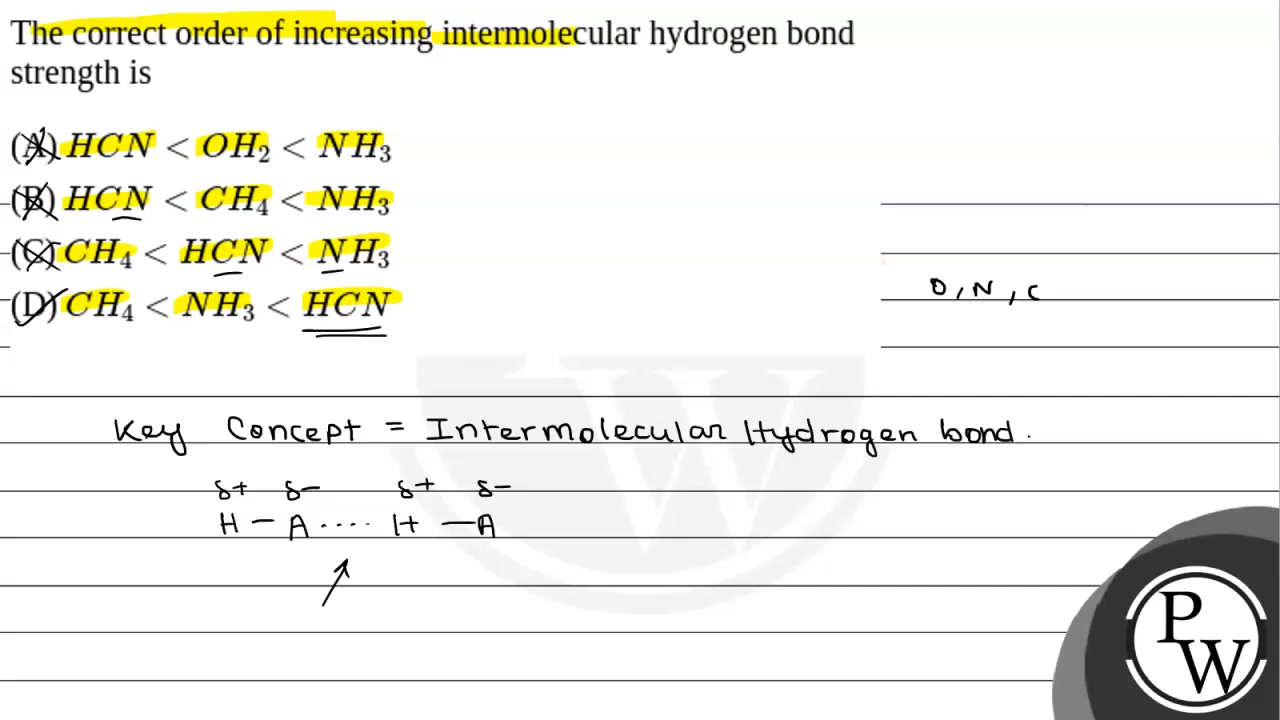 The correct order of increasing intermolecular hydrogen bond
strength is
(A) HCN < OH₂ < NH₃
(B) HCN < CH₄ < NH₃
(C) CH₄ < HCN < NH₃
(D) CH₄ < NH₃ < HCN
O, N, C
Key Concept = Intermolecular Hydrogen bond.
δ+ δ− δ+ δ−
H − A ···· H − A
P
W